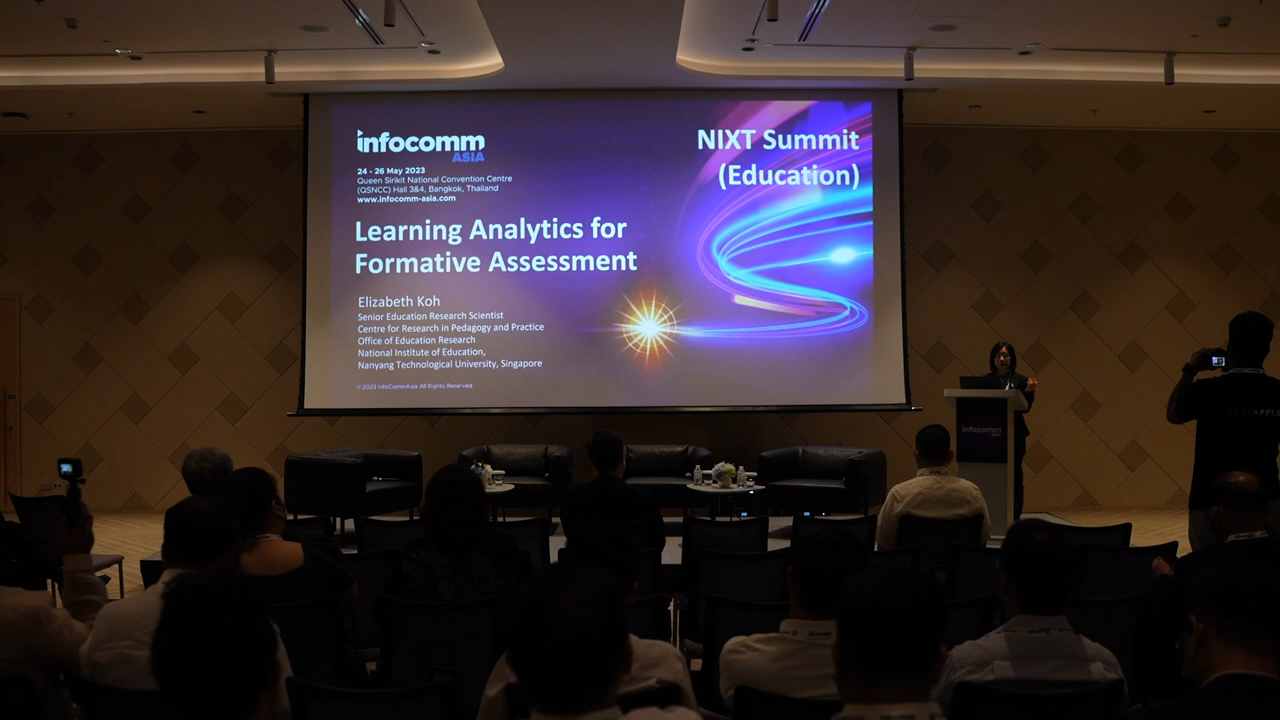 infocomm
ASIA
24 - 26 May 2023
Queen Sirikit National Convention Centre
(QSNCC) Hall 3&4, Bangkok, Thailand
www.infocomm-asia.com
NIXT Summit
(Education)
Learning Analytics for
Formative Assessment
Elizabeth Koh
Senior Education Research Scientist
Centre for Research in Pedagogy and Practice
Office of Education Research
National Institute of Education,
Nanyang Technological University, Singapore
© 2023 InfoCommAsia All Rights Reserved
infocomm
ASIA